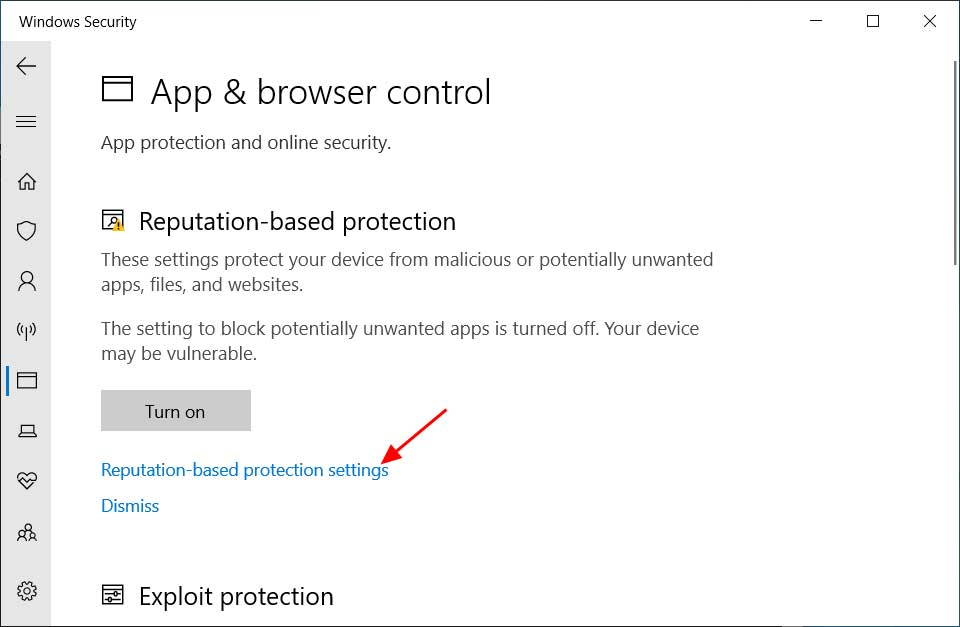 Windows Security
App & browser control
App protection and online security.
Reputation-based protection
These settings protect your device from malicious or potentially unwanted
apps, files, and websites.
The setting to block potentially unwanted apps is turned off. Your device
may be vulnerable.
Turn on
Reputation-based protection settings
Dismiss
Exploit protection